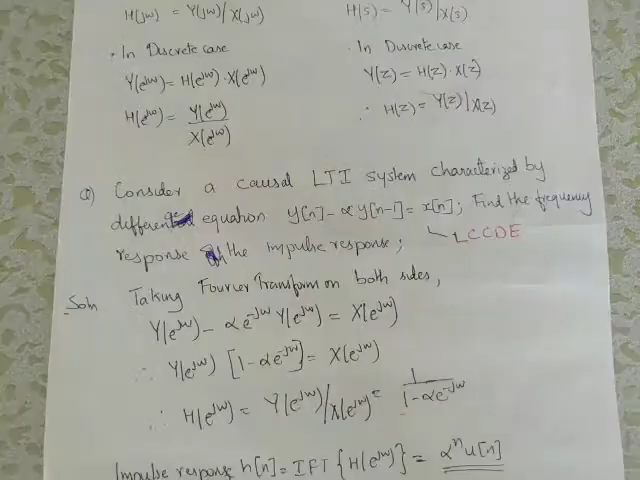 H(jω) = Y(jω)/X(jω)
H(s) = Y(s)/X(s)
• In Discrete case
Y(e^jω) = H(e^jω) · X(e^jω)
H(e^jω) = Y(e^jω)/X(e^jω)
• In Discrete case
Y(z) = H(z) · X(z)
∴ H(z) = Y(z)/X(z)
Q) Consider a causal LTI system characterized by
difference equation y[n] - αy[n-1] = x[n]; Find the frequency
response the impulse response; LCCDE
Soln Taking Fourier Transform on both sides,
Y(e^jω) - αe^-jω Y(e^jω) = X(e^jω)
∴ Y(e^jω) [1-αe^-jω] = X(e^jω)
∴ H(e^jω) = Y(e^jω)/X(e^jω) = 1/(1-αe^-jω)
Impulse response h[n] = IFT {H(e^jω)} = α^n u[n]